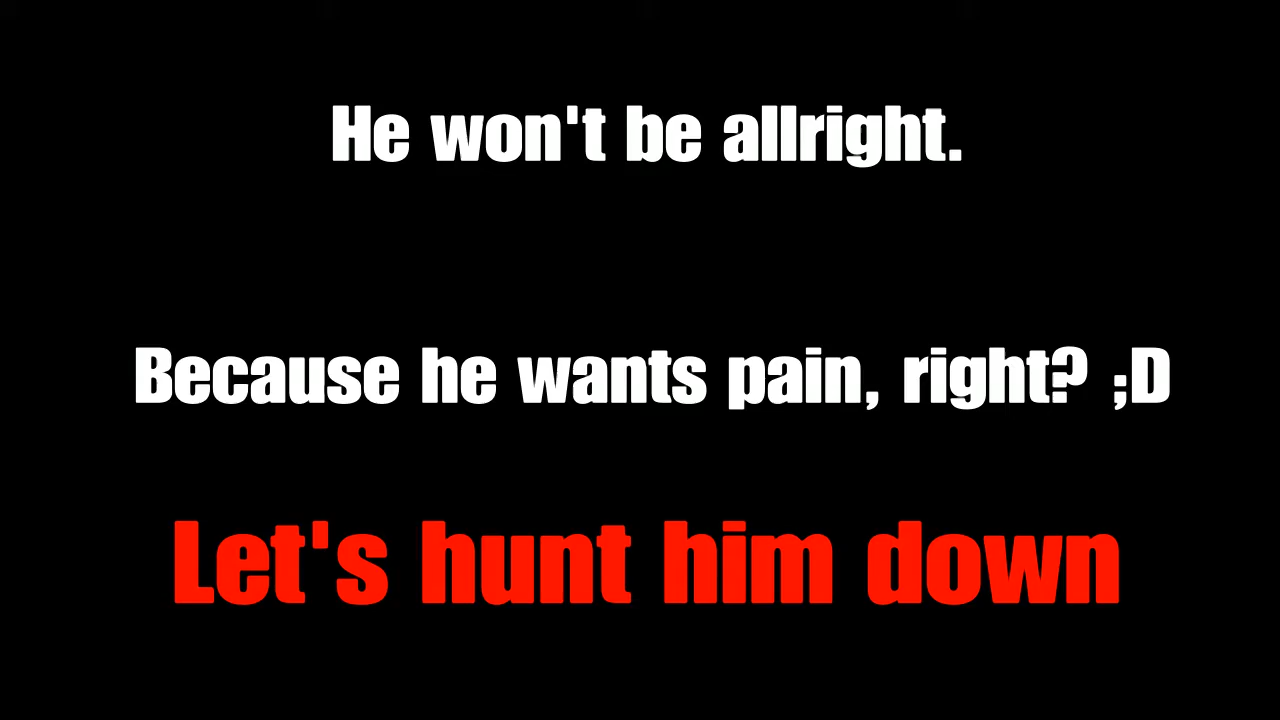 He won't be allright.
Because he wants pain, right? ;D
Let's hunt him down